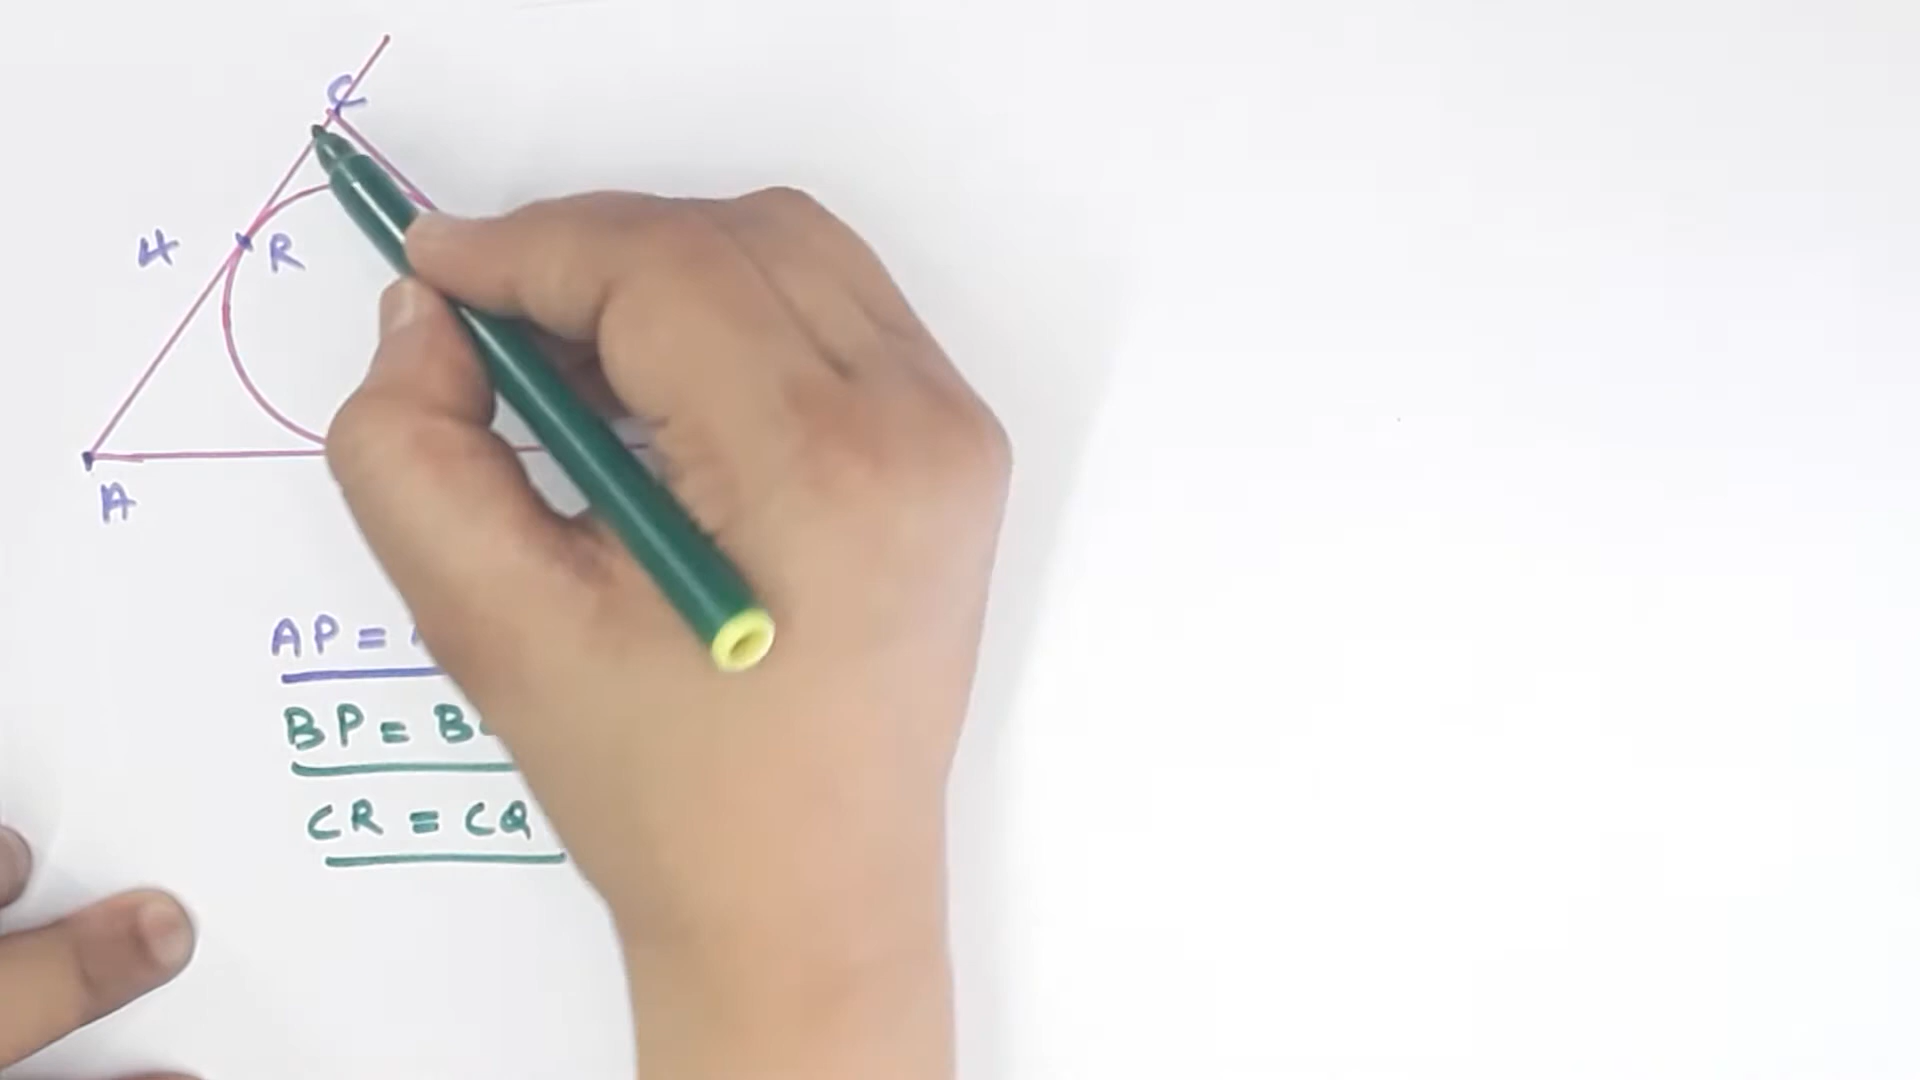 C
4 R
A
AP =
BP = B
CR = CQ